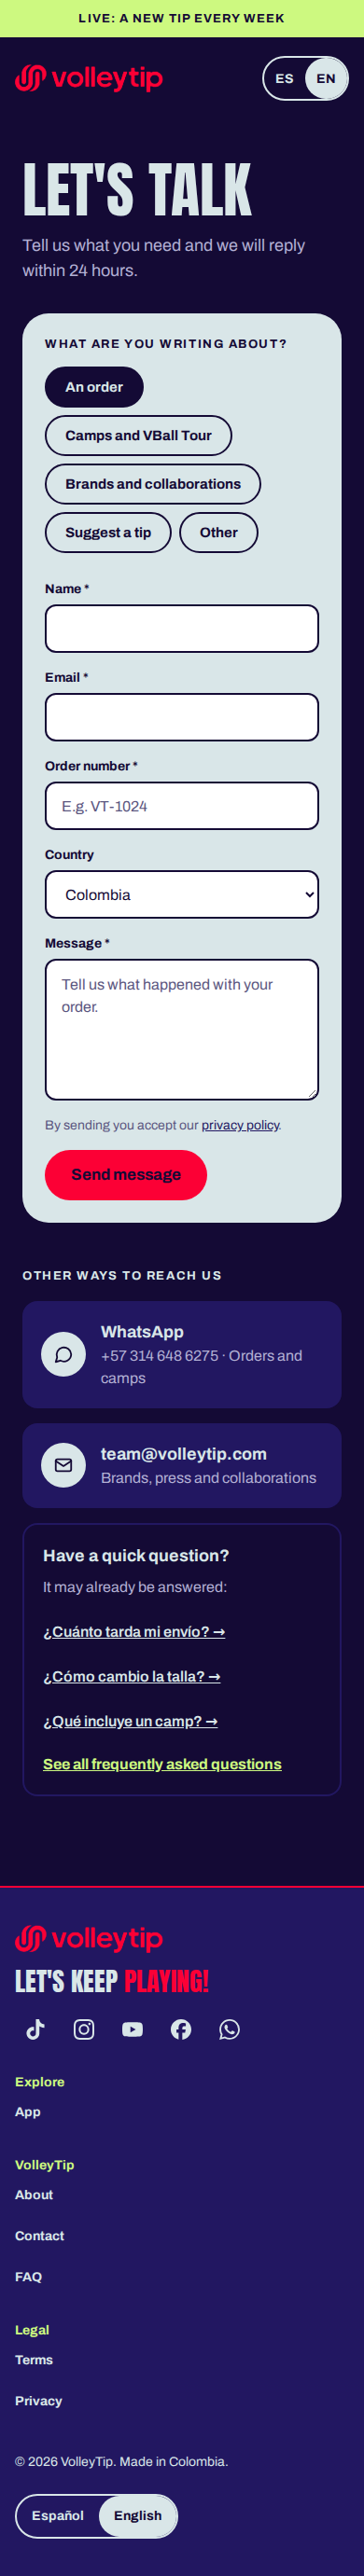 LIVE: A NEW TIP EVERY WEEK
volleytip
ES EN
LET'S TALK
Tell us what you need and we will reply
within 24 hours.
WHAT ARE YOU WRITING ABOUT?
An order
Camps and VBall Tour
Brands and collaborations
Suggest a tip Other
Name *
Email *
Order number *
E.g. VT-1024
Country
Colombia
Message *
Tell us what happened with your
order.
By sending you accept our privacy policy.
Send message
OTHER WAYS TO REACH US
WhatsApp
+57 314 648 6275 · Orders and
camps
team@volleytip.com
Brands, press and collaborations
Have a quick question?
It may already be answered:
¿Cuánto tarda mi envío? →
¿Cómo cambio la talla? →
¿Qué incluye un camp? →
See all frequently asked questions
volleytip
LET'S KEEP PLAYING!
Explore
App
VolleyTip
About
Contact
FAQ
Legal
Terms
Privacy
© 2026 VolleyTip. Made in Colombia.
Español English